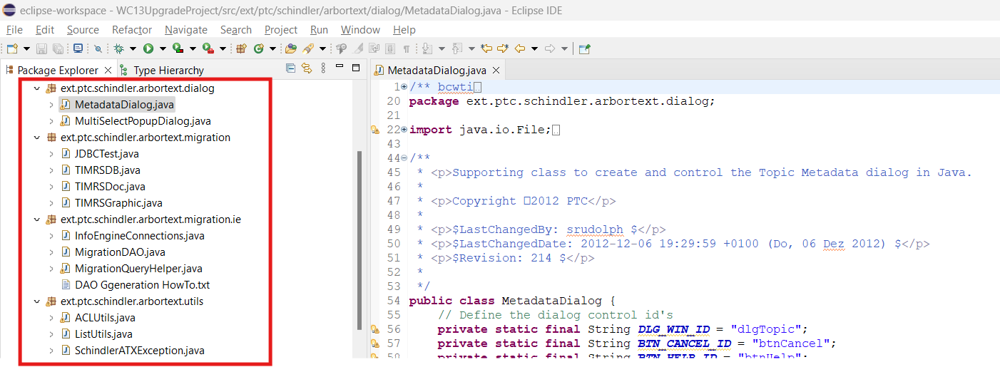 eclipse-workspace - WC13UpgradeProject/src/ext/ptc/schindler/arbortext/dialog/MetadataDialog.java - Eclipse IDE
File Edit Source Refactor Navigate Search Project Run Window Help
Package Explorer Type Hierarchy
ext.ptc.schindler.arbortext.dialog
MetadataDialog.java
MultiSelectPopupDialog.java
ext.ptc.schindler.arbortext.migration
JDBCTest.java
TIMRSDB.java
TIMRSDoc.java
TIMRSGraphic.java
ext.ptc.schindler.arbortext.migration.ie
InfoEngineConnections.java
MigrationDAO.java
MigrationQueryHelper.java
DAO Ggeneration HowTo.txt
ext.ptc.schindler.arbortext.utils
ACLUtils.java
ListUtils.java
SchindlerATXException.java
MetadataDialog.java
1 /** bcwti
20 package ext.ptc.schindler.arbortext.dialog;
21
22 import java.io.File;
43
44 /**
45 * <p>Supporting class to create and control the Topic Metadata dialog in Java.
46 *
47 * <p>Copyright 2012 PTC</p>
48 *
49 * <p>$LastChangedBy: srudolph $</p>
50 * <p>$LastChangedDate: 2012-12-06 19:29:59 +0100 (Do, 06 Dez 2012) $</p>
51 * <p>$Revision: 214 $</p>
52 *
53 */
54 public class MetadataDialog {
55 // Define the dialog control id's
56 private static final String DLG_WIN_ID = "dlgTopic";
57 private static final String BTN_CANCEL_ID = "btnCancel";
58 private static final String BTN_HELP_ID = "btnHelp";